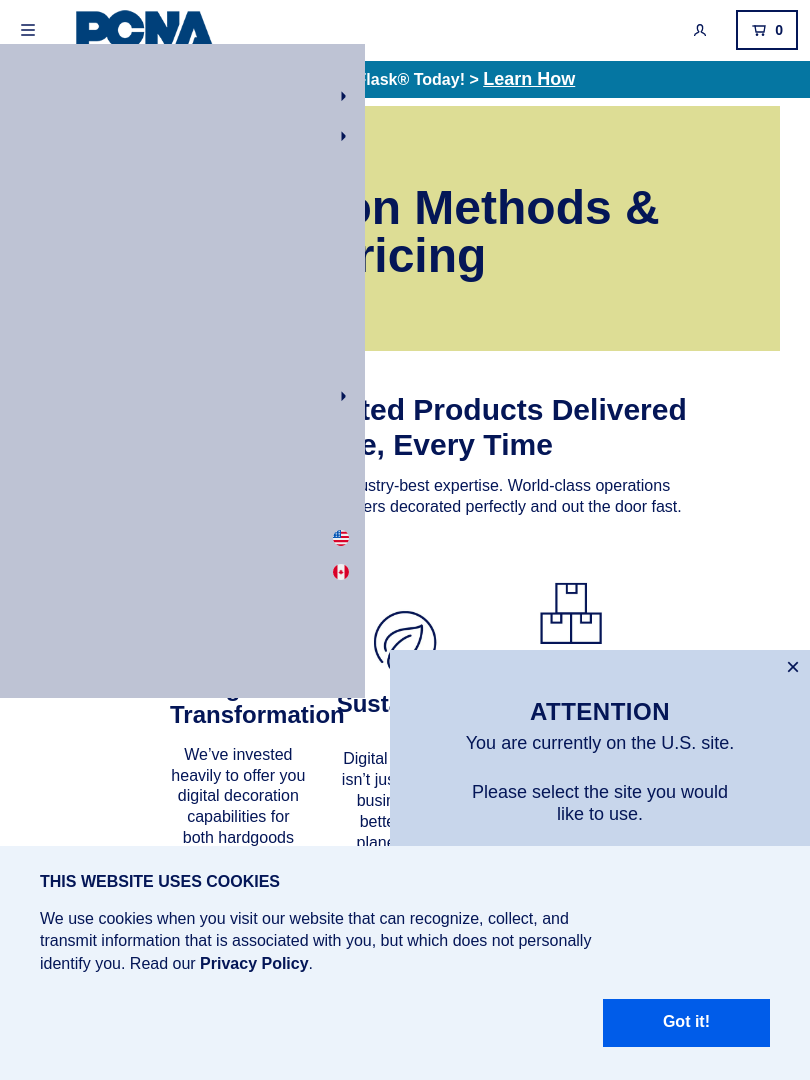 PCNA
0
Flask® Today! > Learn How
on Methods &
ricing
ted Products Delivered
e, Every Time
ustry-best expertise. World-class operations
ers decorated perfectly and out the door fast.
Transformation
We’ve invested
heavily to offer you
digital decoration
capabilities for
both hardgoods
Susta
Digital
isn’t jus
busin
bette
plane
ATTENTION
You are currently on the U.S. site.
Please select the site you would
like to use.
THIS WEBSITE USES COOKIES
We use cookies when you visit our website that can recognize, collect, and
transmit information that is associated with you, but which does not personally
identify you. Read our Privacy Policy.
Got it!